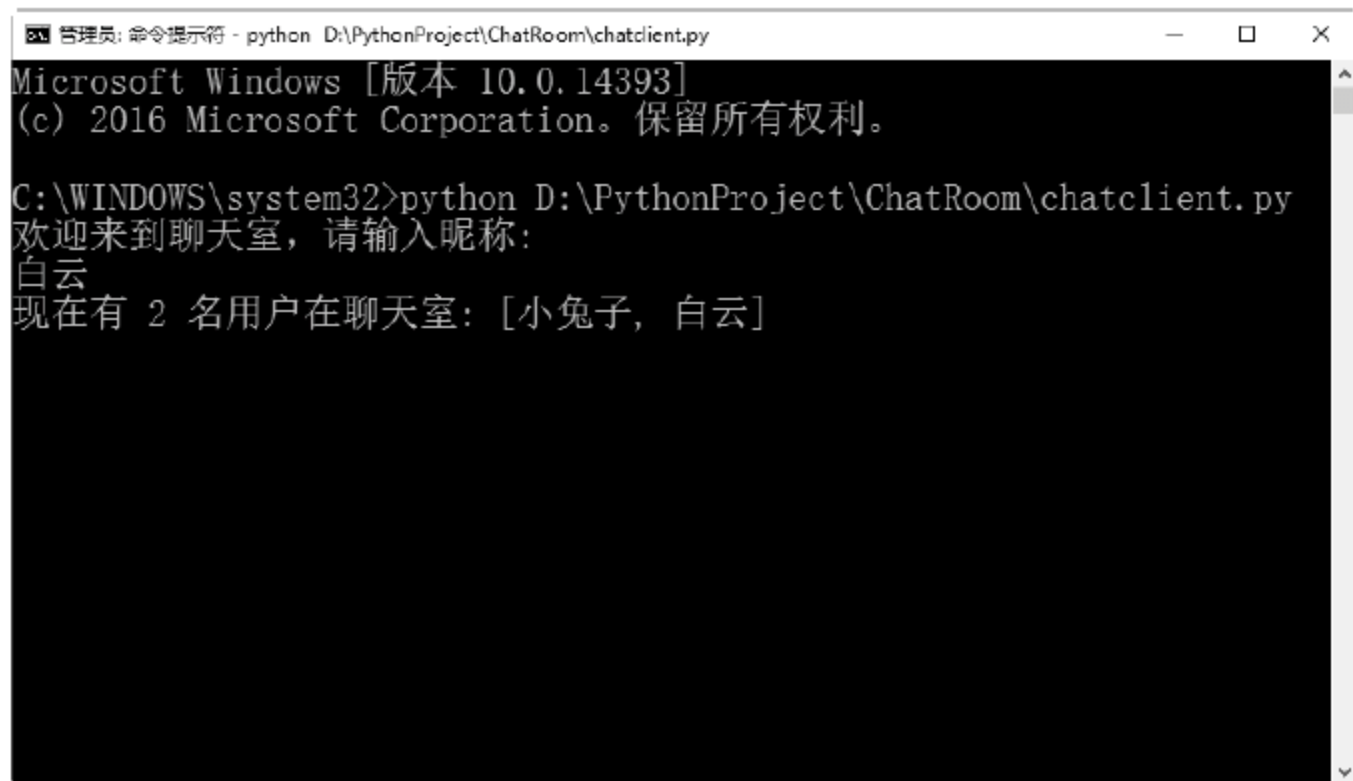 管理员: 命令提示符 - python  D:\PythonProject\ChatRoom\chatclient.py
Microsoft Windows [版本 10.0.14393]
(c) 2016 Microsoft Corporation。保留所有权利。
C:\WINDOWS\system32>python D:\PythonProject\ChatRoom\chatclient.py
欢迎来到聊天室，请输入昵称：
白云
现在有 2 名用户在聊天室: [小兔子, 白云]